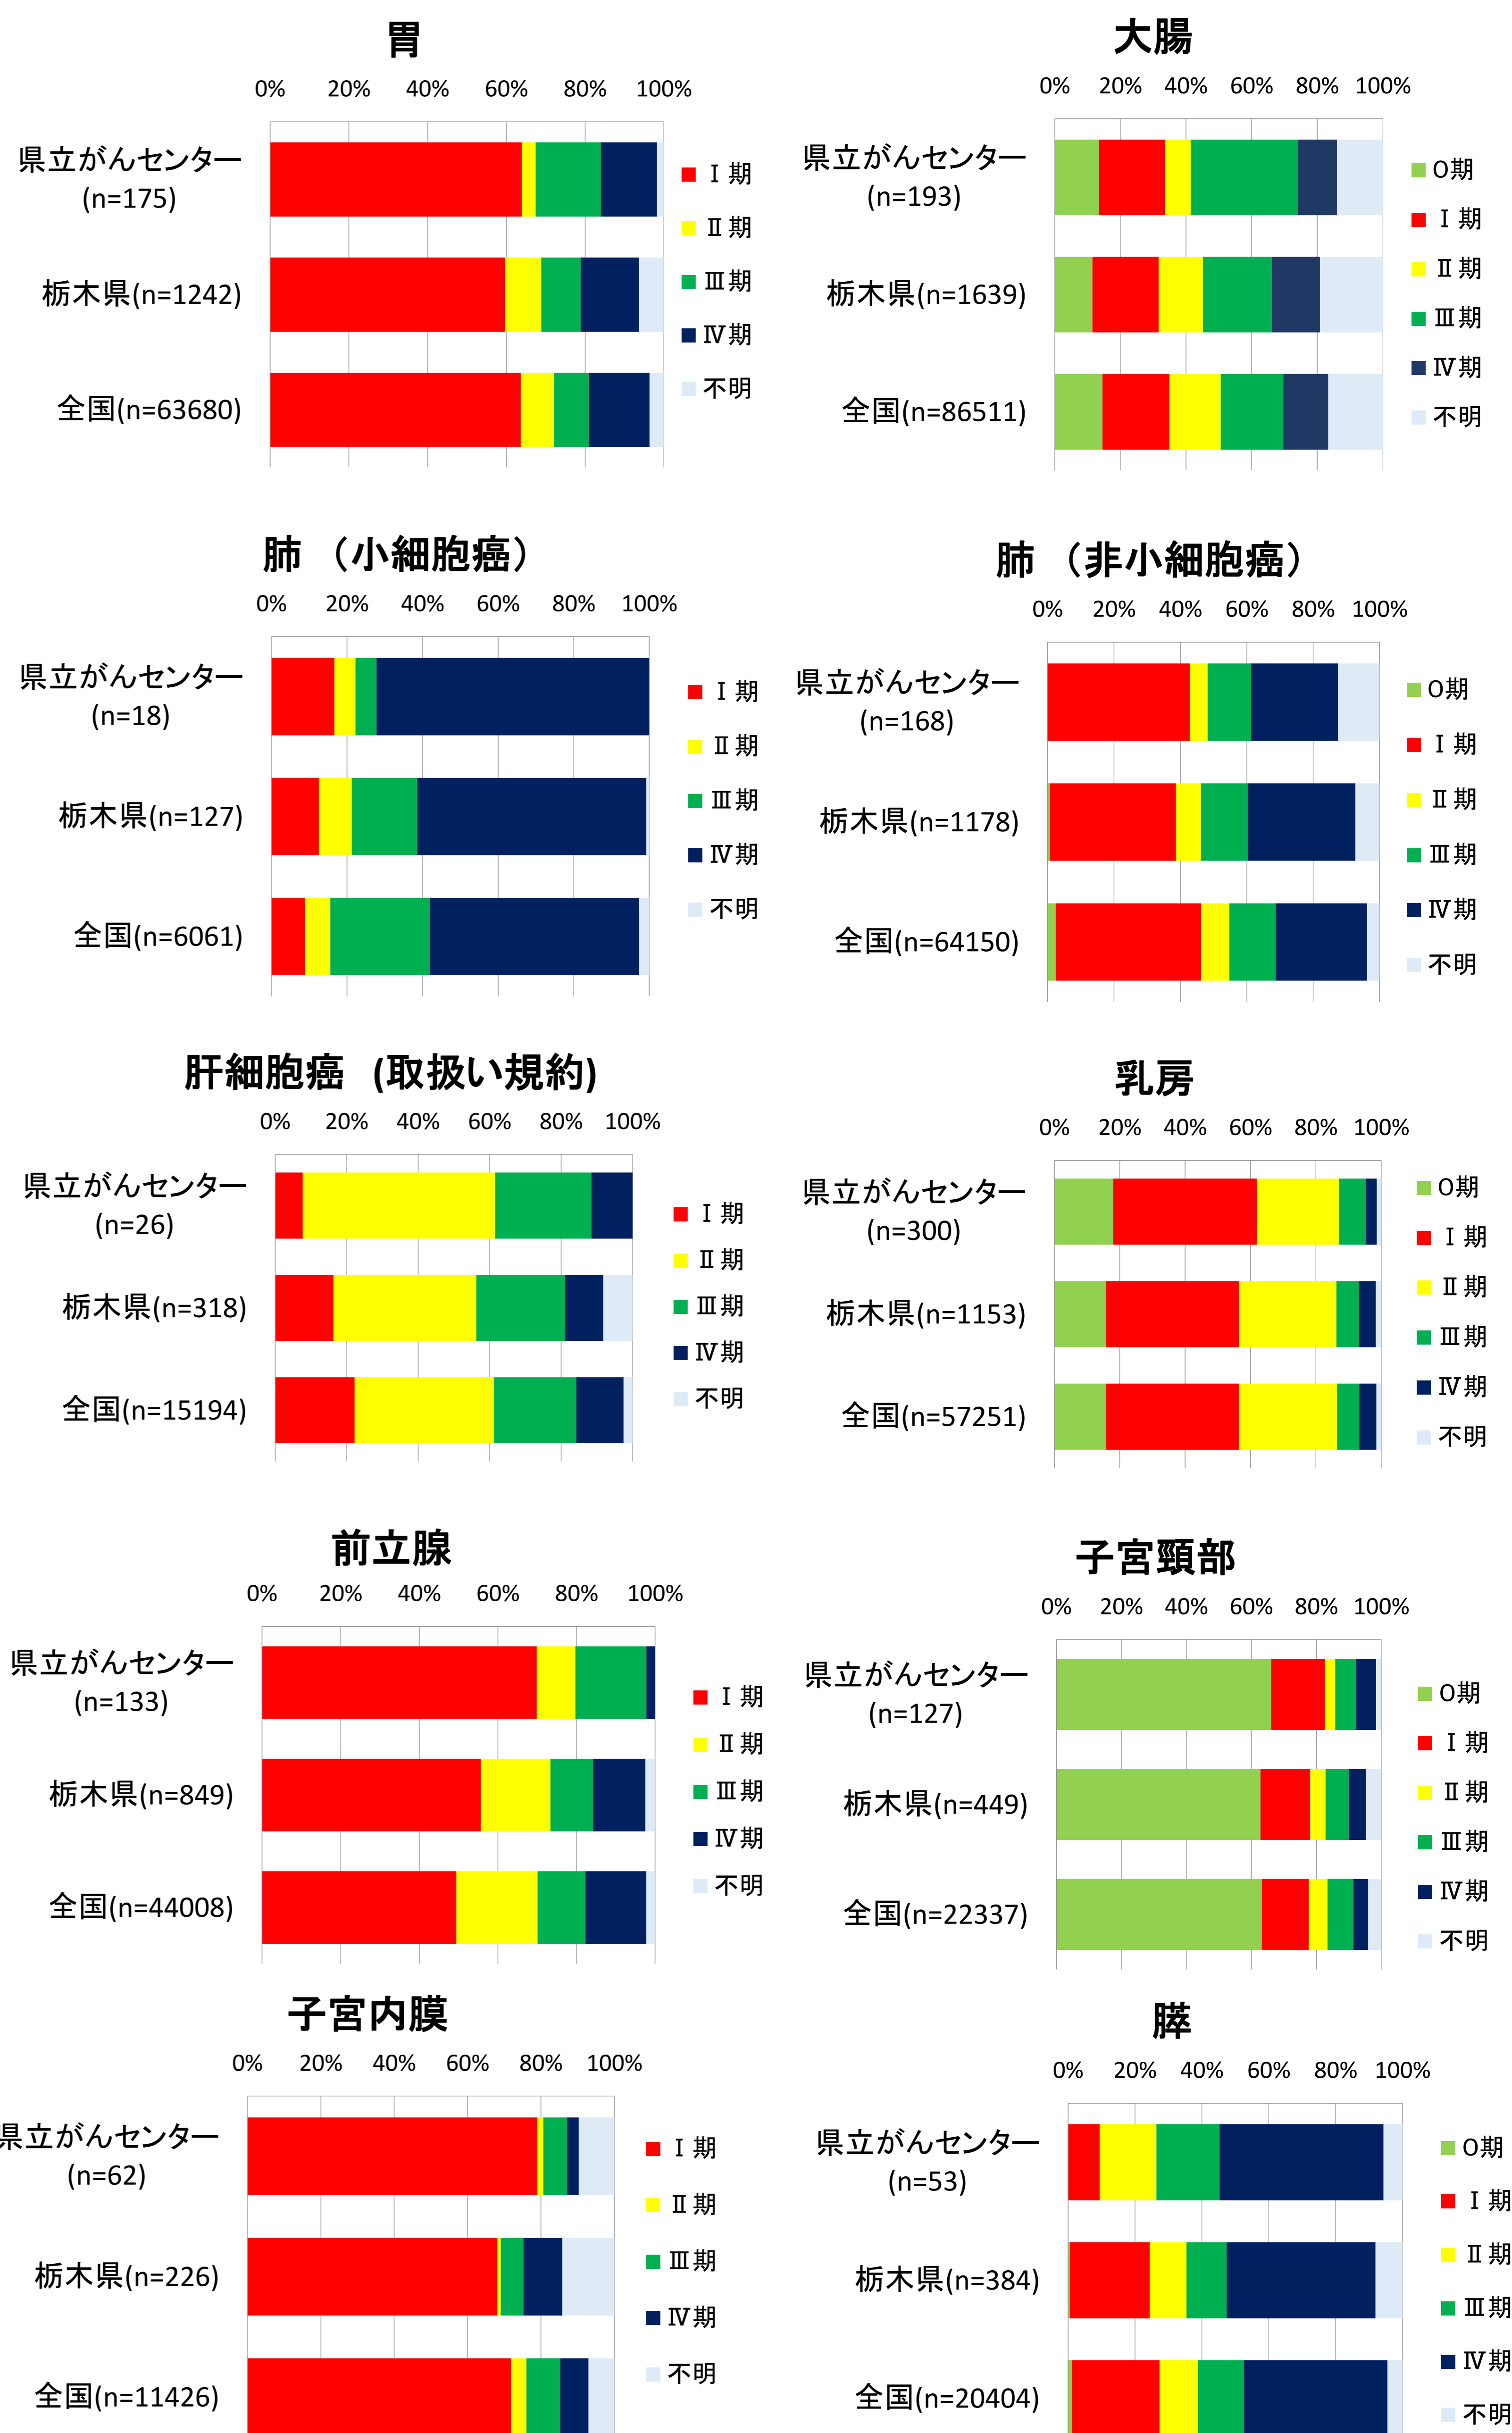 胃
0% 20% 40% 60% 80% 100%
県立がんセンター
(n=175)
栃木県(n=1242)
全国(n=63680)
Ⅰ期
Ⅱ期
Ⅲ期
Ⅳ期
不明
大腸
0% 20% 40% 60% 80% 100%
県立がんセンター
(n=193)
栃木県(n=1639)
全国(n=86511)
0期
Ⅰ期
Ⅱ期
Ⅲ期
Ⅳ期
不明
肺（小細胞癌）
0% 20% 40% 60% 80% 100%
県立がんセンター
(n=18)
栃木県(n=127)
全国(n=6061)
Ⅰ期
Ⅱ期
Ⅲ期
Ⅳ期
不明
肺（非小細胞癌）
0% 20% 40% 60% 80% 100%
県立がんセンター
(n=168)
栃木県(n=1178)
全国(n=64150)
0期
Ⅰ期
Ⅱ期
Ⅲ期
Ⅳ期
不明
肝細胞癌 (取扱い規約)
0% 20% 40% 60% 80% 100%
県立がんセンター
(n=26)
栃木県(n=318)
全国(n=15194)
Ⅰ期
Ⅱ期
Ⅲ期
Ⅳ期
不明
乳房
0% 20% 40% 60% 80% 100%
県立がんセンター
(n=300)
栃木県(n=1153)
全国(n=57251)
0期
Ⅰ期
Ⅱ期
Ⅲ期
Ⅳ期
不明
前立腺
0% 20% 40% 60% 80% 100%
県立がんセンター
(n=133)
栃木県(n=849)
全国(n=44008)
Ⅰ期
Ⅱ期
Ⅲ期
Ⅳ期
不明
子宮頸部
0% 20% 40% 60% 80% 100%
県立がんセンター
(n=127)
栃木県(n=449)
全国(n=22337)
0期
Ⅰ期
Ⅱ期
Ⅲ期
Ⅳ期
不明
子宮内膜
0% 20% 40% 60% 80% 100%
県立がんセンター
(n=62)
栃木県(n=226)
全国(n=11426)
Ⅰ期
Ⅱ期
Ⅲ期
Ⅳ期
不明
膵
0% 20% 40% 60% 80% 100%
県立がんセンター
(n=53)
栃木県(n=384)
全国(n=20404)
0期
Ⅰ期
Ⅱ期
Ⅲ期
Ⅳ期
不明